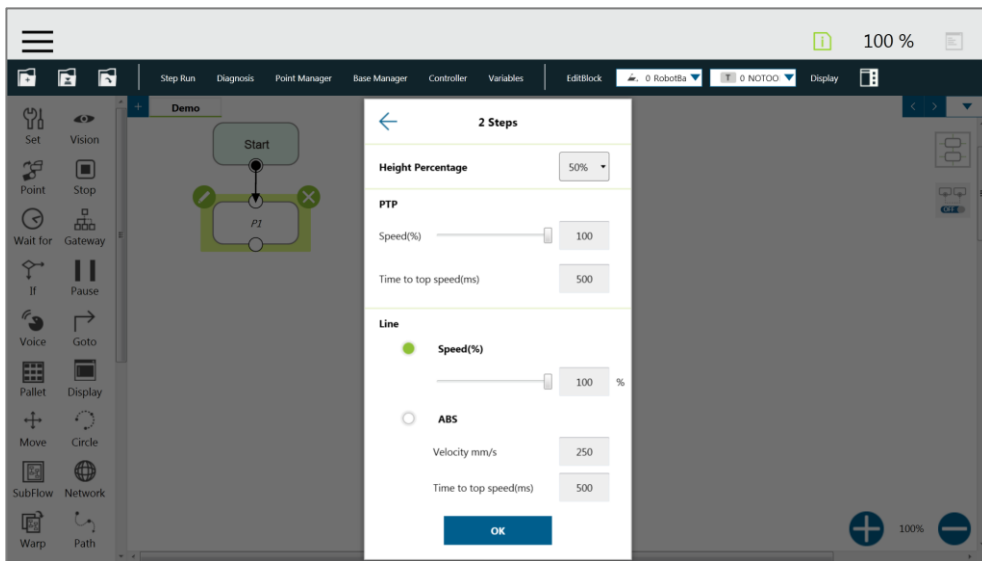 100 %
Step Run Diagnosis Point Manager Base Manager Controller Variables EditBlock 0 RobotBa T 0 NOTOO Display
+ Demo
Set Vision
Point Stop
Wait for Gateway
If Pause
Voice Goto
Pallet Display
Move Circle
SubFlow Network
Warp Path
Start
P1
2 Steps
Height Percentage 50%
PTP
Speed(%) 100
Time to top speed(ms) 500
Line
Speed(%)
100 %
ABS
Velocity mm/s 250
Time to top speed(ms) 500
OK
OFF
100%